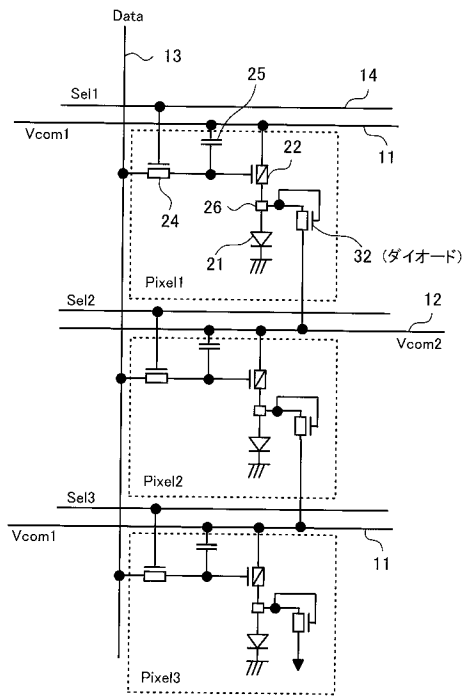 Data
13
Sel1
25
14
Vcom1
11
22
24
26
21
32 (ダイオード)
Pixel1
Sel2
12
Vcom2
Pixel2
Sel3
Vcom1
11
Pixel3